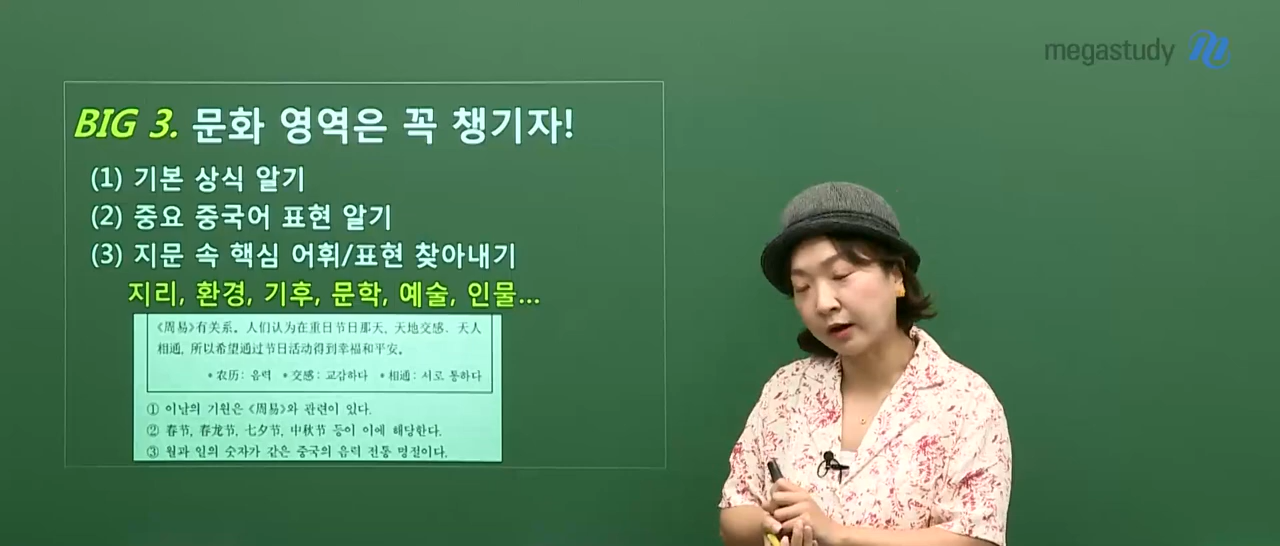 megastudy
BIG 3. 문화 영역은 꼭 챙기자!
(1) 기본 상식 알기
(2) 중요 중국어 표현 알기
(3) 지문 속 핵심 어휘/표현 찾아내기
지리, 환경, 기후, 문학, 예술, 인물...
《周易》有关系。人们认为在重日节日那天, 天地交感, 天人
相通, 所以希望通过节日活动得到幸福和平安。
*农历: 음력 *交感: 교감하다 *相通: 서로 통하다
① 이날의 기원은 《周易》와 관련이 있다.
② 春节, 春龙节, 七夕节, 中秋节 등이 이에 해당한다.
③ 월과 일의 숫자가 같은 중국의 음력 전통 명절이다.